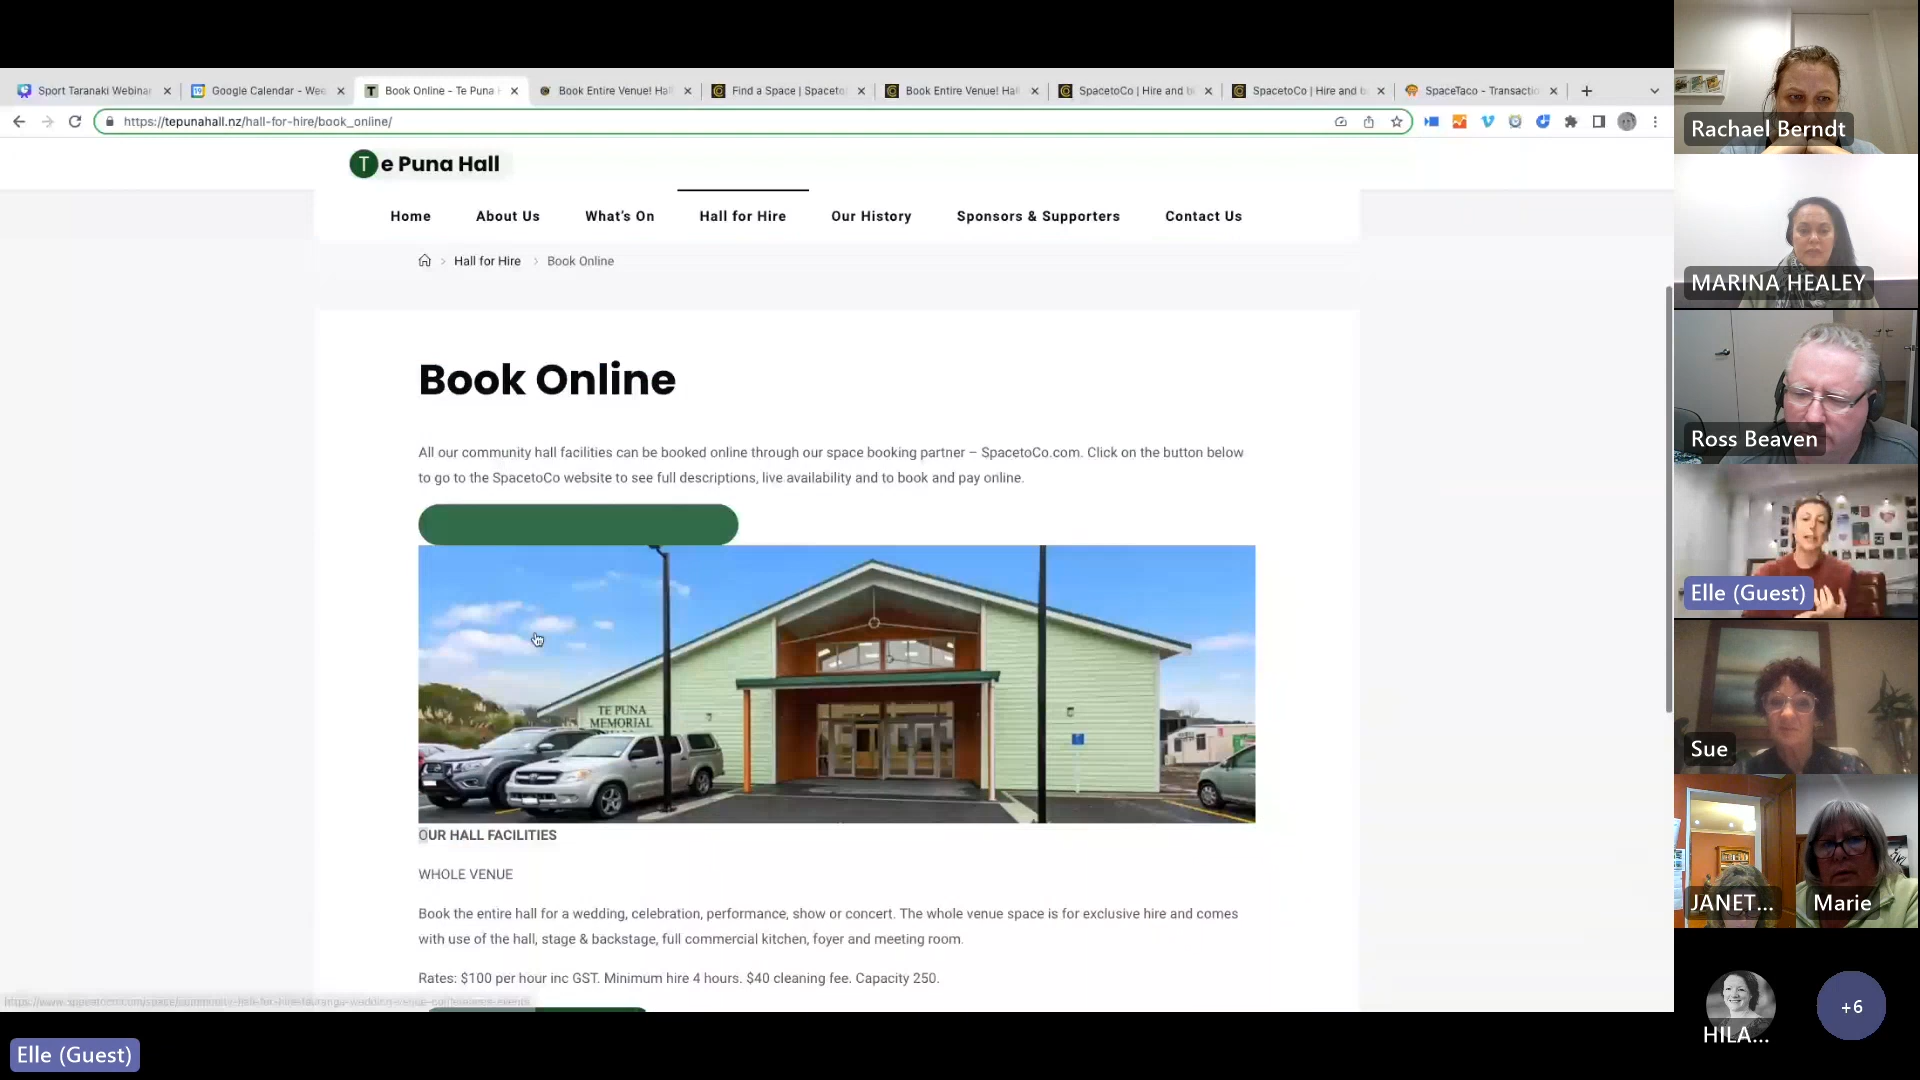 Sport Taranaki Webinar
Google Calendar - Wee
Book Online - Te Puna H
Book Entire Venue! Hal
Find a Space | Spaceto
Book Entire Venue! Hal
SpacetoCo | Hire and b
SpacetoCo | Hire and b
SpaceTaco - Transactio
https://tepunahall.nz/hall-for-hire/book_online/
Te Puna Hall
Home
About Us
What's On
Hall for Hire
Our History
Sponsors & Supporters
Contact Us
Hall for Hire > Book Online
Book Online
All our community hall facilities can be booked online through our space booking partner – SpacetoCo.com. Click on the button below
to go to the SpacetoCo website to see full descriptions, live availability and to book and pay online.
TE PUNA
MEMORIAL
OUR HALL FACILITIES
WHOLE VENUE
Book the entire hall for a wedding, celebration, performance, show or concert. The whole venue space is for exclusive hire and comes
with use of the hall, stage & backstage, full commercial kitchen, foyer and meeting room.
Rates: $100 per hour inc GST. Minimum hire 4 hours. $40 cleaning fee. Capacity 250.
Rachael Berndt
MARINA HEALEY
Ross Beaven
Elle (Guest)
Sue
JANET...
Marie
HILA...
+6
Elle (Guest)